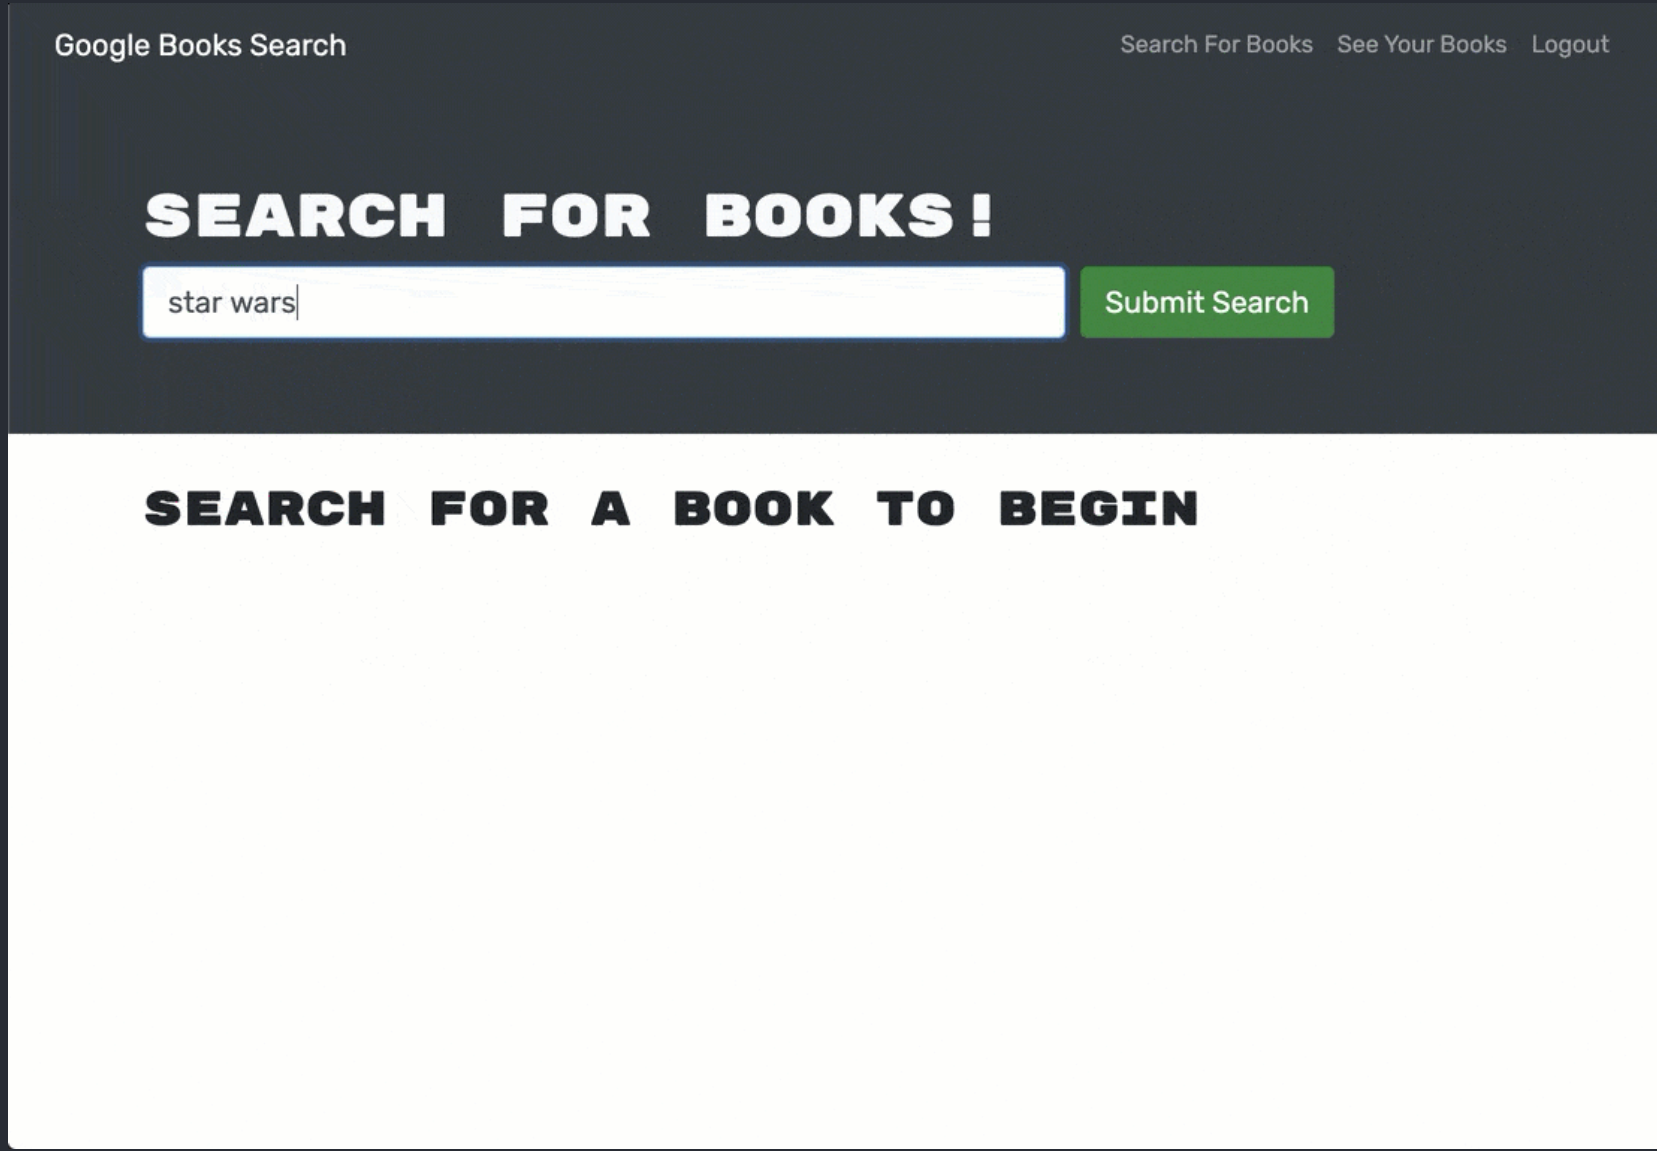 Google Books Search
Search For Books See Your Books Logout
SEARCH FOR BOOKS!
star wars
Submit Search
SEARCH FOR A BOOK TO BEGIN